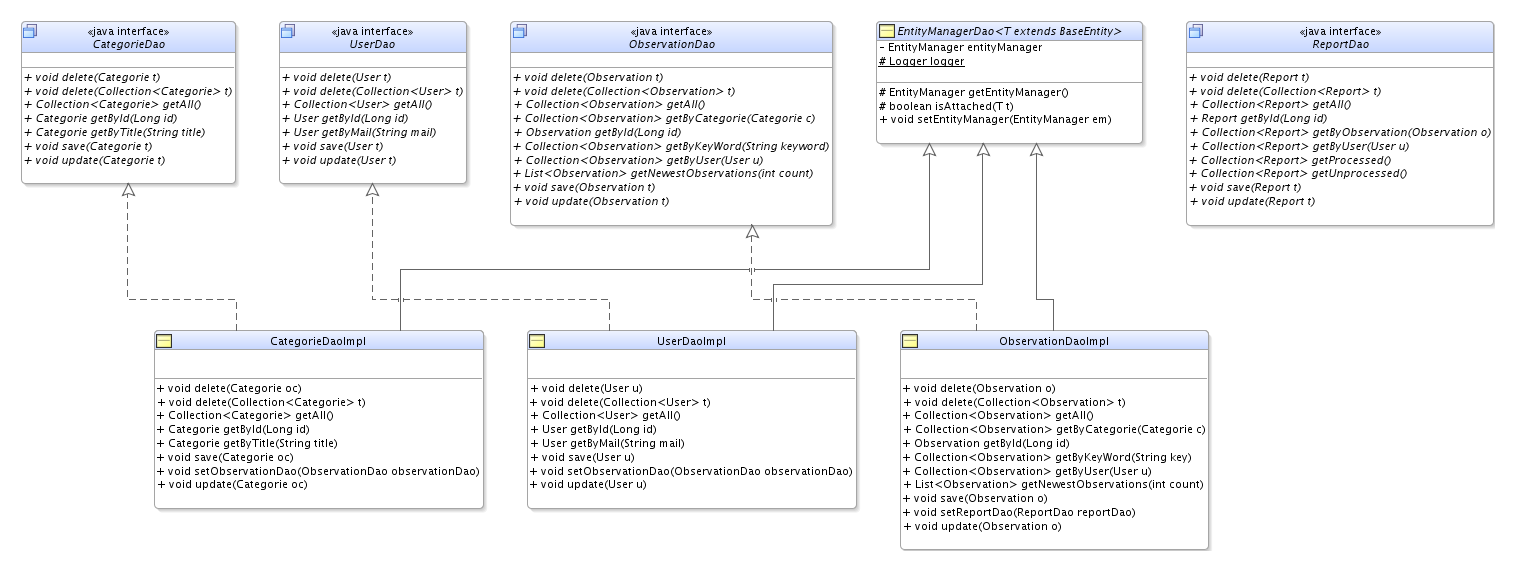 «java interface»
CategorieDao
+ void delete(Categorie t)
+ void delete(Collection<Categorie> t)
+ Collection<Categorie> getAll()
+ Categorie getById(Long id)
+ Categorie getByTitle(String title)
+ void save(Categorie t)
+ void update(Categorie t)
«java interface»
UserDao
+ void delete(User t)
+ void delete(Collection<User> t)
+ Collection<User> getAll()
+ User getById(Long id)
+ User getByMail(String mail)
+ void save(User t)
+ void update(User t)
«java interface»
ObservationDao
+ void delete(Observation t)
+ void delete(Collection<Observation> t)
+ Collection<Observation> getAll()
+ Collection<Observation> getByCategorie(Categorie c)
+ Observation getById(Long id)
+ Collection<Observation> getByKeyWord(String keyword)
+ Collection<Observation> getByUser(User u)
+ List<Observation> getNewestObservations(int count)
+ void save(Observation t)
+ void update(Observation t)
EntityManagerDao<T extends BaseEntity>
- EntityManager entityManager
# Logger logger
# EntityManager getEntityManager()
# boolean isAttached(T t)
+ void setEntityManager(EntityManager em)
«java interface»
ReportDao
+ void delete(Report t)
+ void delete(Collection<Report> t)
+ Collection<Report> getAll()
+ Report getById(Long id)
+ Collection<Report> getByObservation(Observation o)
+ Collection<Report> getByUser(User u)
+ Collection<Report> getProcessed()
+ Collection<Report> getUnprocessed()
+ void save(Report t)
+ void update(Report t)
CategorieDaoImpl
+ void delete(Categorie oc)
+ void delete(Collection<Categorie> t)
+ Collection<Categorie> getAll()
+ Categorie getById(Long id)
+ Categorie getByTitle(String title)
+ void save(Categorie oc)
+ void setObservationDao(ObservationDao observationDao)
+ void update(Categorie oc)
UserDaoImpl
+ void delete(User u)
+ void delete(Collection<User> t)
+ Collection<User> getAll()
+ User getById(Long id)
+ User getByMail(String mail)
+ void save(User u)
+ void setObservationDao(ObservationDao observationDao)
+ void update(User u)
ObservationDaoImpl
+ void delete(Observation o)
+ void delete(Collection<Observation> t)
+ Collection<Observation> getAll()
+ Collection<Observation> getByCategorie(Categorie c)
+ Observation getById(Long id)
+ Collection<Observation> getByKeyWord(String key)
+ Collection<Observation> getByUser(User u)
+ List<Observation> getNewestObservations(int count)
+ void save(Observation o)
+ void setReportDao(ReportDao reportDao)
+ void update(Observation o)